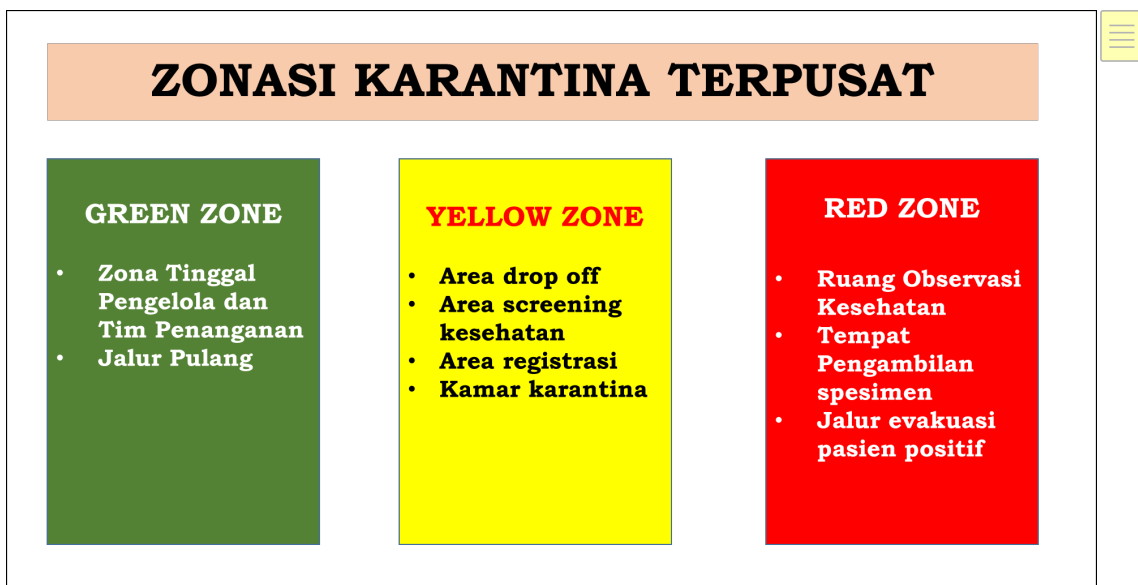 ZONASI KARANTINA TERPUSAT
GREEN ZONE
• Zona Tinggal
Pengelola dan
Tim Penanganan
• Jalur Pulang
YELLOW ZONE
• Area drop off
• Area screening
kesehatan
• Area registrasi
• Kamar karantina
RED ZONE
• Ruang Observasi
Kesehatan
• Tempat
Pengambilan
spesimen
• Jalur evakuasi
pasien positif